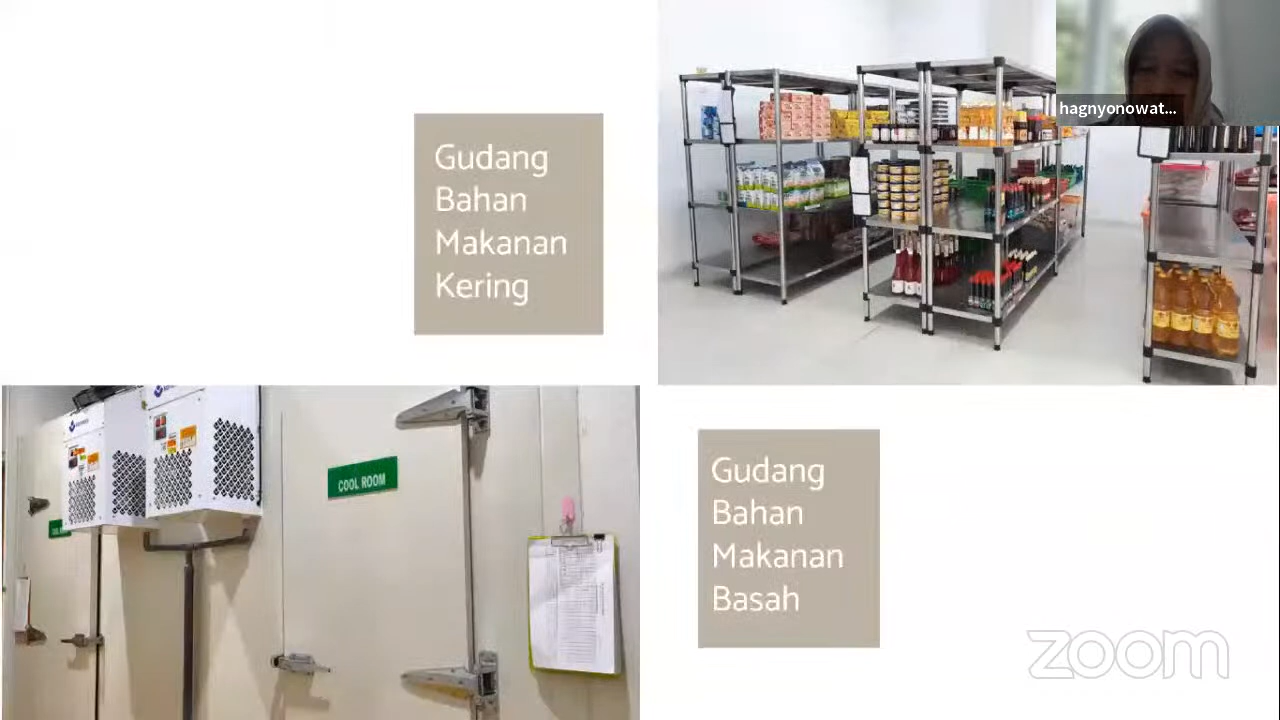 hagnyonowat...
Gudang
Bahan
Makanan
Kering
COOL ROOM
Gudang
Bahan
Makanan
Basah
zoom